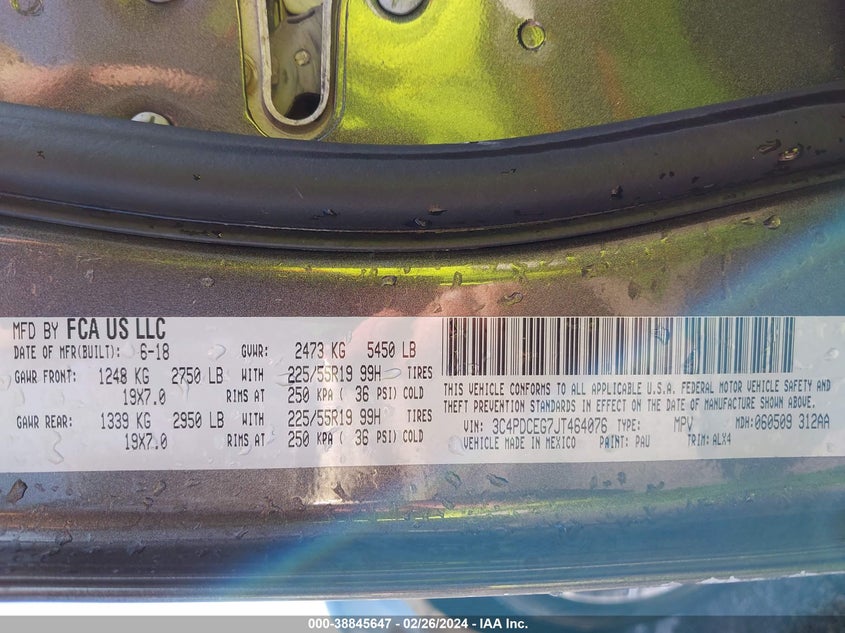 MFD BY FCA US LLC
DATE OF MFR(BUILT): 6-18 GVWR: 2473 KG 5450 LB
GAWR FRONT: 1248 KG 2750 LB WITH 225/55R19 99H TIRES
19X7.0 RIMS AT 250 KPA ( 36 PSI) COLD
GAWR REAR: 1339 KG 2950 LB WITH 225/55R19 99H TIRES
19X7.0 RIMS AT 250 KPA ( 36 PSI) COLD
THIS VEHICLE CONFORMS TO ALL APPLICABLE U.S.A. FEDERAL MOTOR VEHICLE SAFETY AND
THEFT PREVENTION STANDARDS IN EFFECT ON THE DATE OF MANUFACTURE SHOWN ABOVE.
VIN: 3C4PDCEG7JT464076 TYPE: MPV MDH: 060509 312AA
VEHICLE MADE IN MEXICO PAINT: PAU TRIM: ALX4
000-38845647 - 02/26/2024 - IAA Inc.